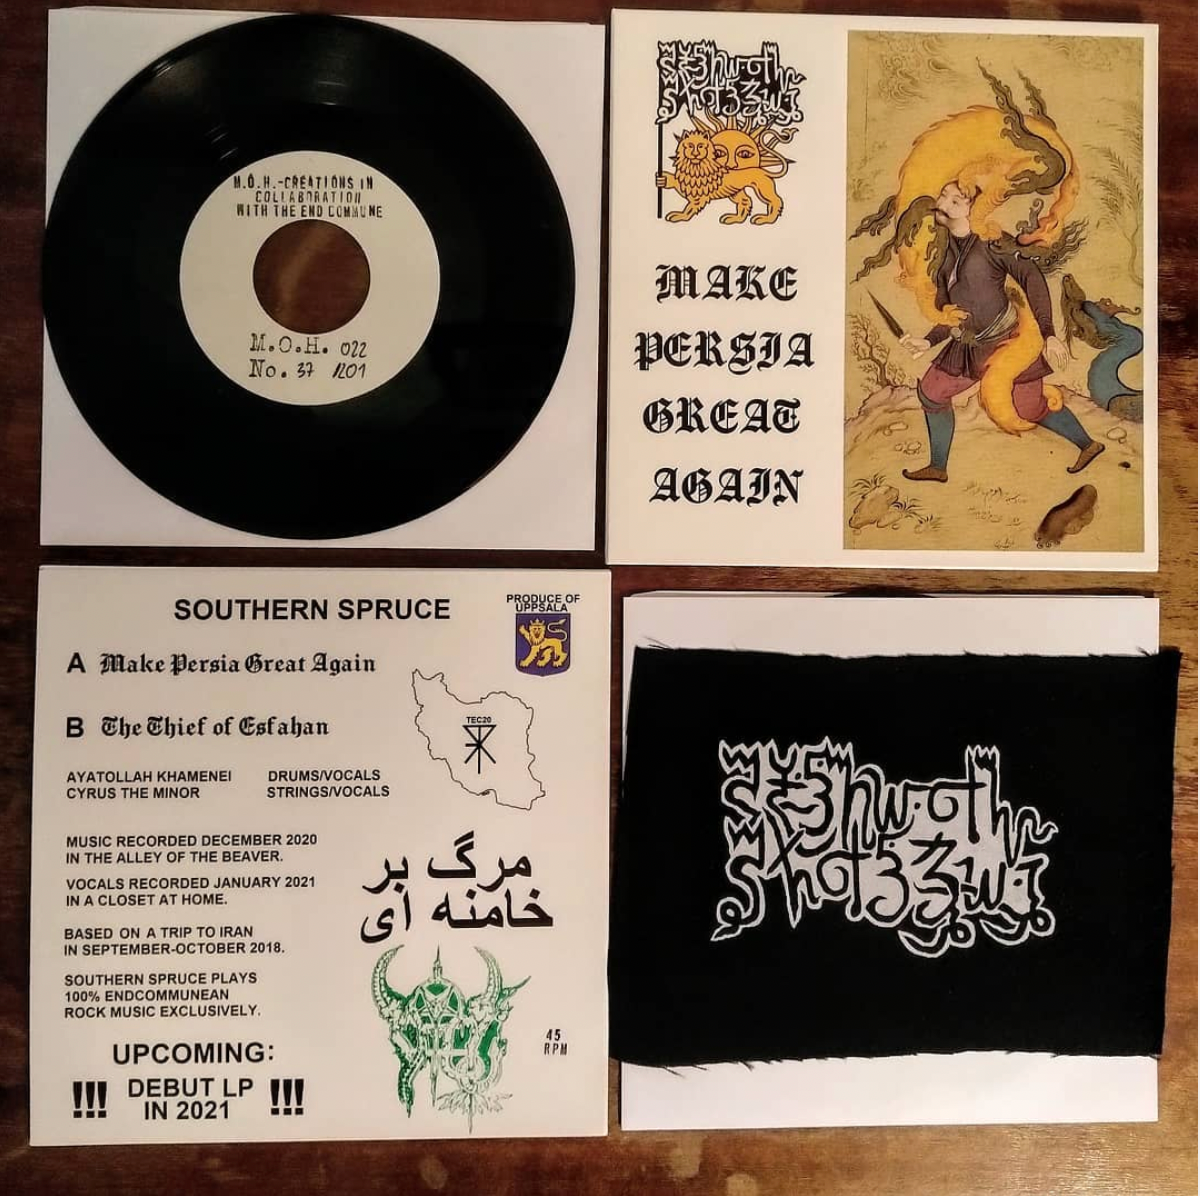 M.O.H.-CREATIONS IN
COLLABORATION
WITH THE END COMMUNE
M.O.H. 022
No. 37 /201
MAKE
PERSIA
GREAT
AGAIN
SOUTHERN SPRUCE
PRODUCE OF
UPPSALA
A Make Persia Great Again
B The Thief of Esfahan
TEC20
AYATOLLAH KHAMENEI DRUMS/VOCALS
CYRUS THE MINOR STRINGS/VOCALS
MUSIC RECORDED DECEMBER 2020
IN THE ALLEY OF THE BEAVER.
VOCALS RECORDED JANUARY 2021
IN A CLOSET AT HOME.
BASED ON A TRIP TO IRAN
IN SEPTEMBER-OCTOBER 2018.
SOUTHERN SPRUCE PLAYS
100% ENDCOMMUNEAN
ROCK MUSIC EXCLUSIVELY.
مرگ بر
خامنه ای
45
RPM
UPCOMING:
!!! DEBUT LP !!!
IN 2021